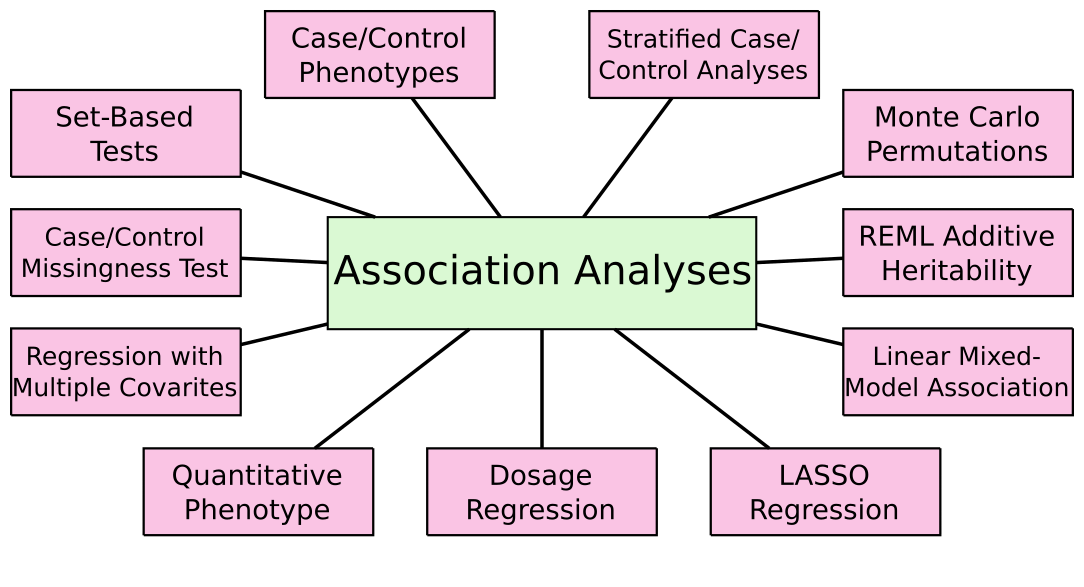 Case/Control
Phenotypes
Stratified Case/
Control Analyses
Set-Based
Tests
Monte Carlo
Permutations
Case/Control
Missingness Test
Association Analyses
REML Additive
Heritability
Regression with
Multiple Covarites
Linear Mixed-
Model Association
Quantitative
Phenotype
Dosage
Regression
LASSO
Regression